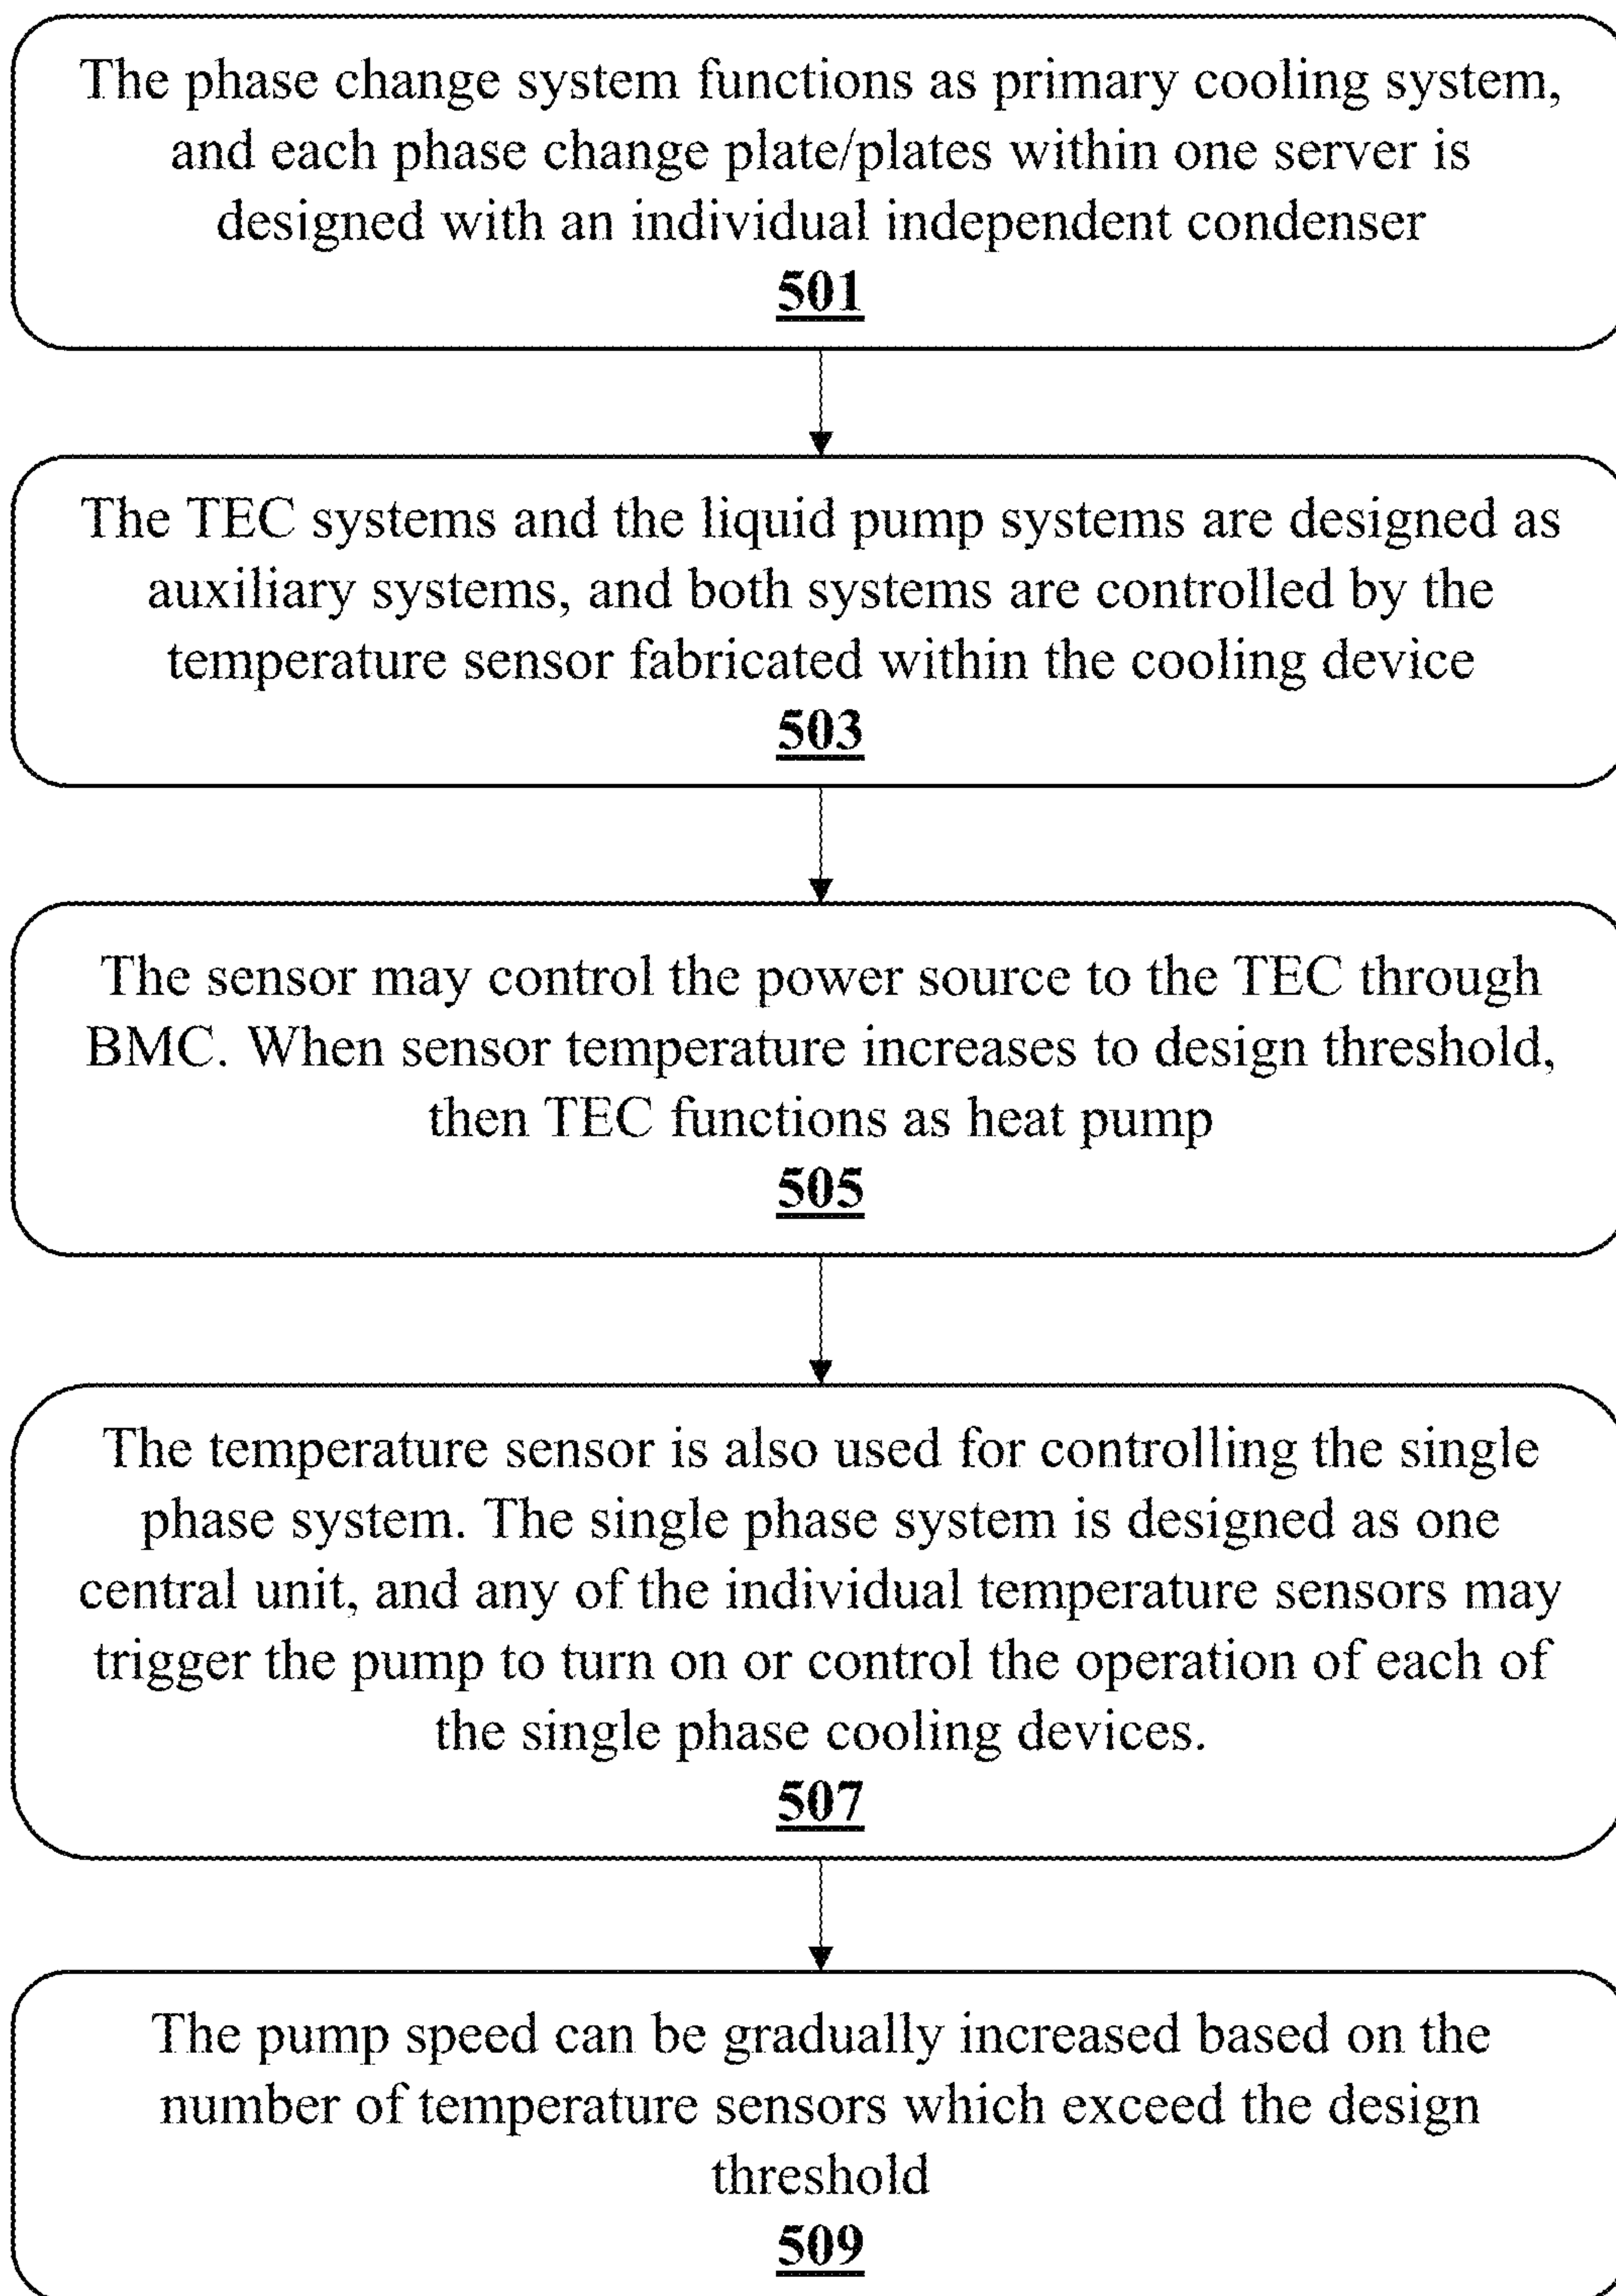 The phase change system functions as primary cooling system,
and each phase change plate/plates within one server is
designed with an individual independent condenser
501
The TEC systems and the liquid pump systems are designed as
auxiliary systems, and both systems are controlled by the
temperature sensor fabricated within the cooling device
503
The sensor may control the power source to the TEC through
BMC. When sensor temperature increases to design threshold,
then TEC functions as heat pump
505
The temperature sensor is also used for controlling the single
phase system. The single phase system is designed as one
central unit, and any of the individual temperature sensors may
trigger the pump to turn on or control the operation of each of
the single phase cooling devices.
507
The pump speed can be gradually increased based on the
number of temperature sensors which exceed the design
threshold
509